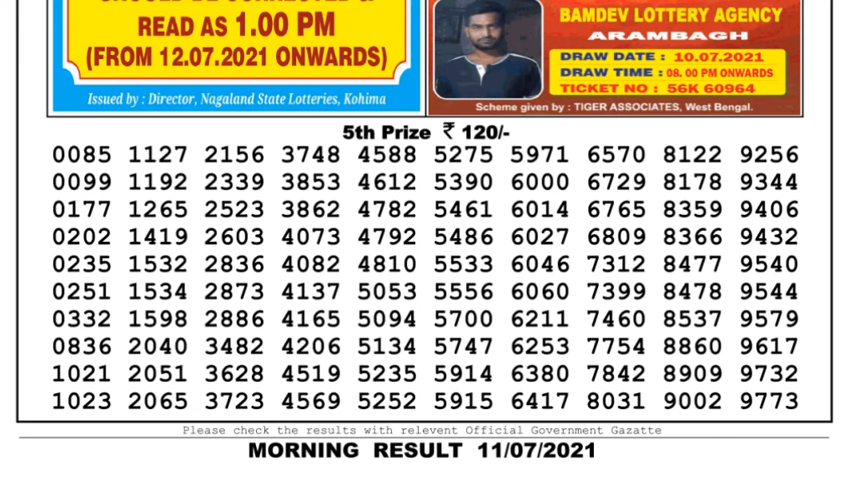 READ AS 1.00 PM
(FROM 12.07.2021 ONWARDS)
Issued by : Director, Nagaland State Lotteries, Kohima
BAMDEV LOTTERY AGENCY
ARAMBAGH
DRAW DATE : 10.07.2021
DRAW TIME : 08. 00 PM ONWARDS
TICKET NO : 56K 60964
Scheme given by : TIGER ASSOCIATES, West Bengal.
5th Prize ₹ 120/-
0085 1127 2156 3748 4588 5275 5971 6570 8122 9256
0099 1192 2339 3853 4612 5390 6000 6729 8178 9344
0177 1265 2523 3862 4782 5461 6014 6765 8359 9406
0202 1419 2603 4073 4792 5486 6027 6809 8366 9432
0235 1532 2836 4082 4810 5533 6046 7312 8477 9540
0251 1534 2873 4137 5053 5556 6060 7399 8478 9544
0332 1598 2886 4165 5094 5700 6211 7460 8537 9579
0836 2040 3482 4206 5134 5747 6253 7754 8860 9617
1021 2051 3628 4519 5235 5914 6380 7842 8909 9732
1023 2065 3723 4569 5252 5915 6417 8031 9002 9773
Please check the results with relevent Official Government Gazatte
MORNING RESULT 11/07/2021